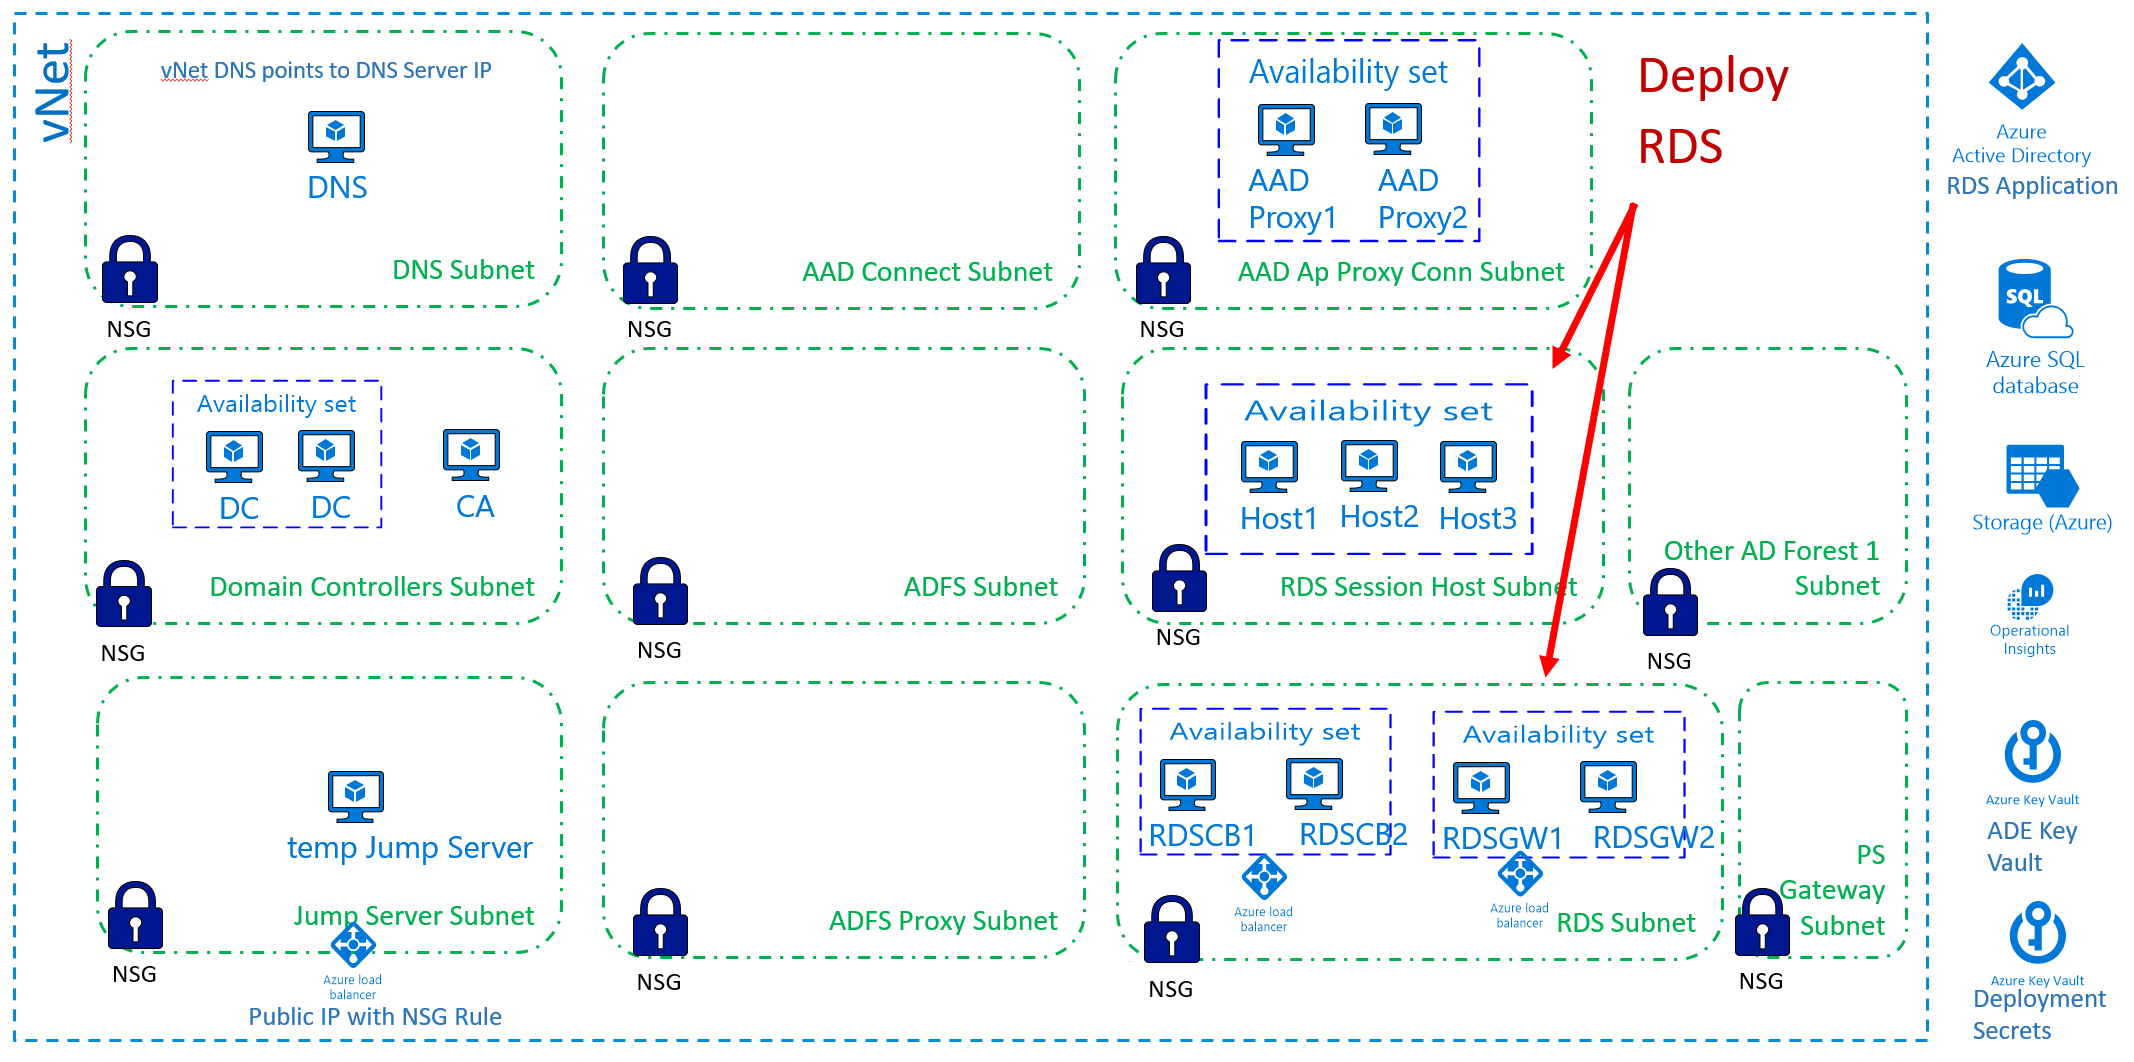 vNet
vNet DNS points to DNS Server IP
DNS
DNS Subnet
NSG
AAD Connect Subnet
NSG
Availability set
AAD
Proxy1
AAD
Proxy2
AAD Ap Proxy Conn Subnet
NSG
Deploy
RDS
Availability set
DC
DC
CA
Domain Controllers Subnet
NSG
ADFS Subnet
NSG
Availability set
Host1
Host2
Host3
RDS Session Host Subnet
NSG
Other AD Forest 1
Subnet
NSG
temp Jump Server
Jump Server Subnet
NSG
Azure load
balancer
Public IP with NSG Rule
ADFS Proxy Subnet
NSG
Availability set
RDSCB1
RDSCB2
Azure load
balancer
Availability set
RDSGW1
RDSGW2
Azure load
balancer
RDS Subnet
NSG
PS
Gateway
Subnet
NSG
Azure
Active Directory
RDS Application
SQL
Azure SQL
database
Storage (Azure)
Operational
Insights
Azure Key Vault
ADE Key
Vault
Azure Key Vault
Deployment
Secrets